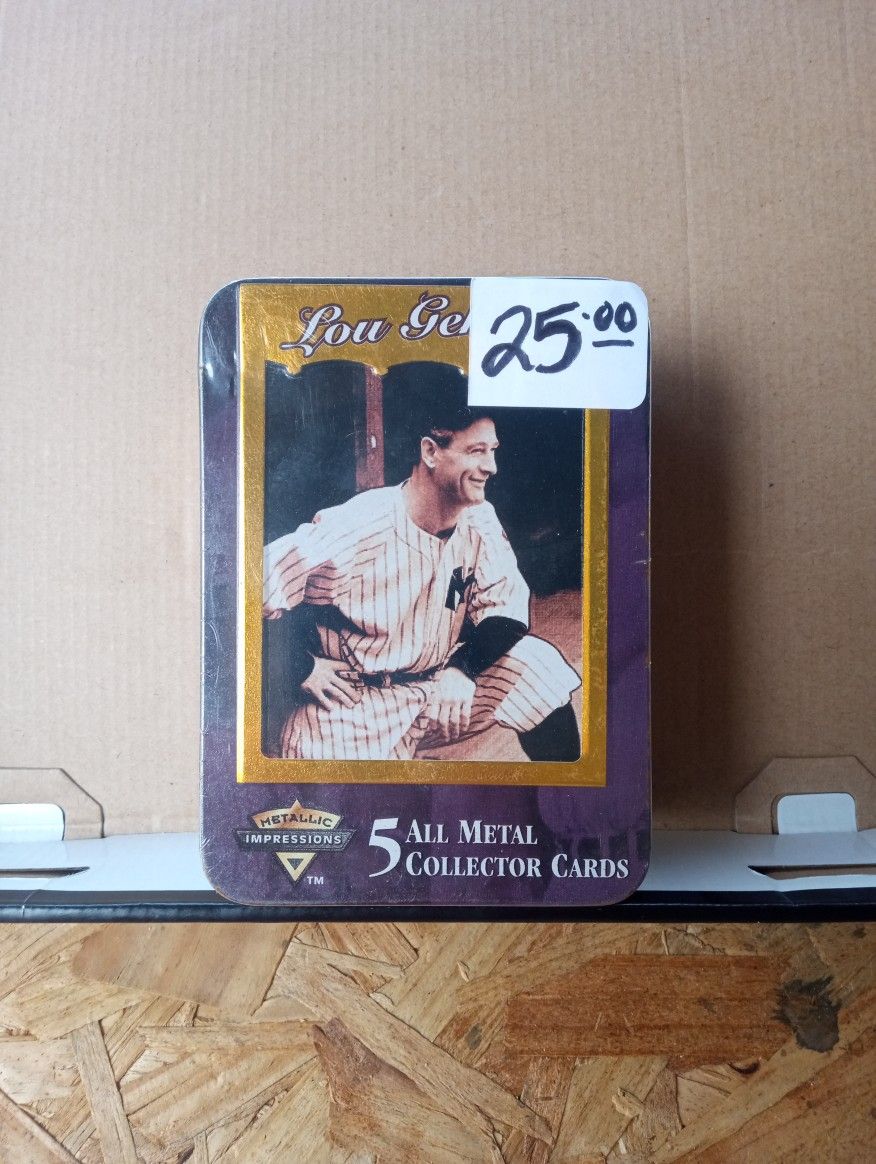 Lou Ge
25.00
METALLIC
IMPRESSIONS
TM
5 ALL METAL
COLLECTOR CARDS